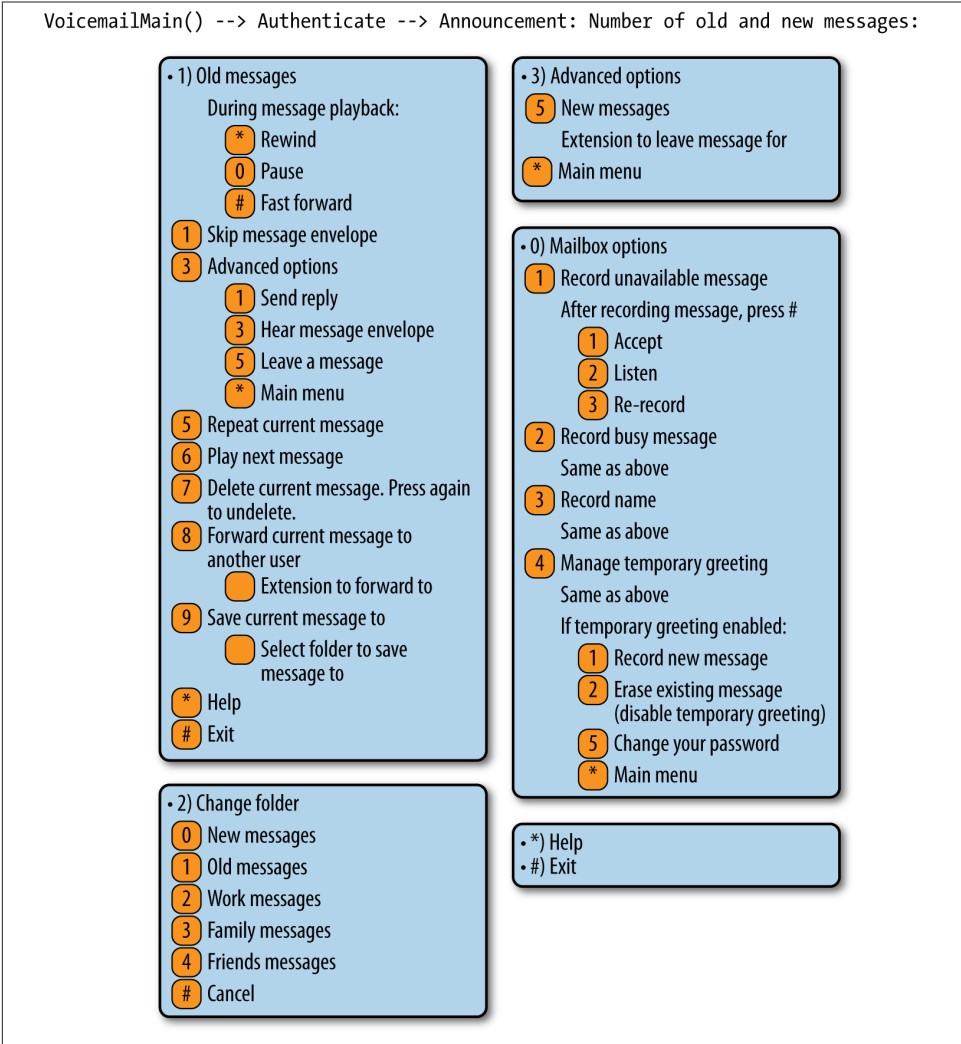 VoicemailMain() --> Authenticate --> Announcement: Number of old and new messages:
• 1) Old messages
During message playback:
* Rewind
0 Pause
# Fast forward
1 Skip message envelope
3 Advanced options
1 Send reply
3 Hear message envelope
5 Leave a message
* Main menu
5 Repeat current message
6 Play next message
7 Delete current message. Press again
to undelete.
8 Forward current message to
another user
Extension to forward to
9 Save current message to
Select folder to save
message to
* Help
# Exit
• 2) Change folder
0 New messages
1 Old messages
2 Work messages
3 Family messages
4 Friends messages
# Cancel
• 3) Advanced options
5 New messages
Extension to leave message for
* Main menu
• 0) Mailbox options
1 Record unavailable message
After recording message, press #
1 Accept
2 Listen
3 Re-record
2 Record busy message
Same as above
3 Record name
Same as above
4 Manage temporary greeting
Same as above
If temporary greeting enabled:
1 Record new message
2 Erase existing message
(disable temporary greeting)
5 Change your password
* Main menu
• *) Help
• #) Exit